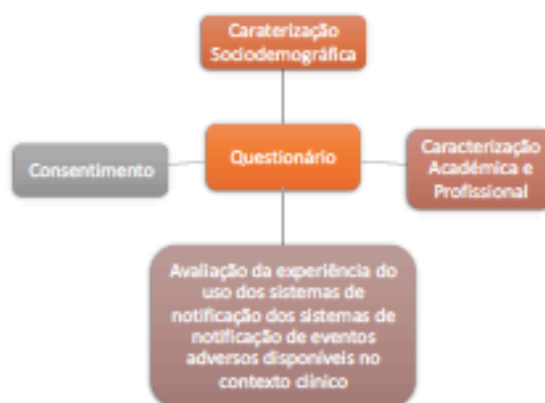 Caraterização
Sociodemográfica
Consentimento
Questionário
Caracterização
Académica e
Profissional
Avaliação da experiência do
uso dos sistemas de
notificação dos sistemas de
notificação de eventos
adversos disponíveis no
contexto clínico